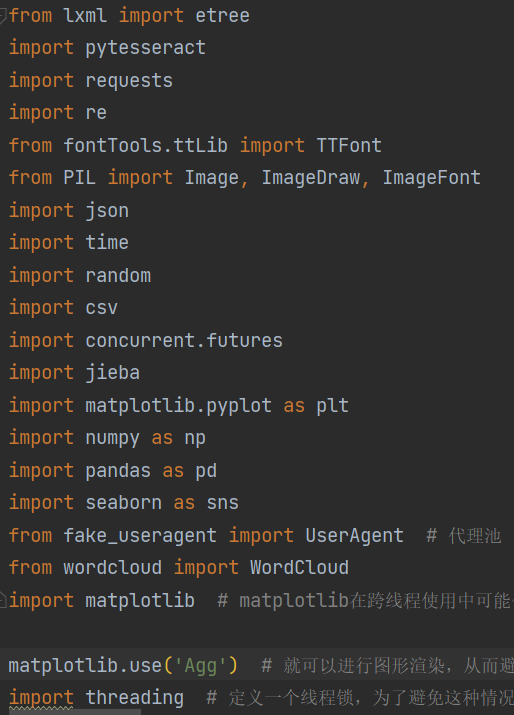 from lxml import etree
import pytesseract
import requests
import re
from fontTools.ttLib import TTFont
from PIL import Image, ImageDraw, ImageFont
import json
import time
import random
import csv
import concurrent.futures
import jieba
import matplotlib.pyplot as plt
import numpy as np
import pandas as pd
import seaborn as sns
from fake_useragent import UserAgent  # 代理池
from wordcloud import WordCloud
import matplotlib  # matplotlib在跨线程使用中可能
matplotlib.use('Agg')  # 就可以进行图形渲染，从而避
import threading  # 定义一个线程锁，为了避免这种情况